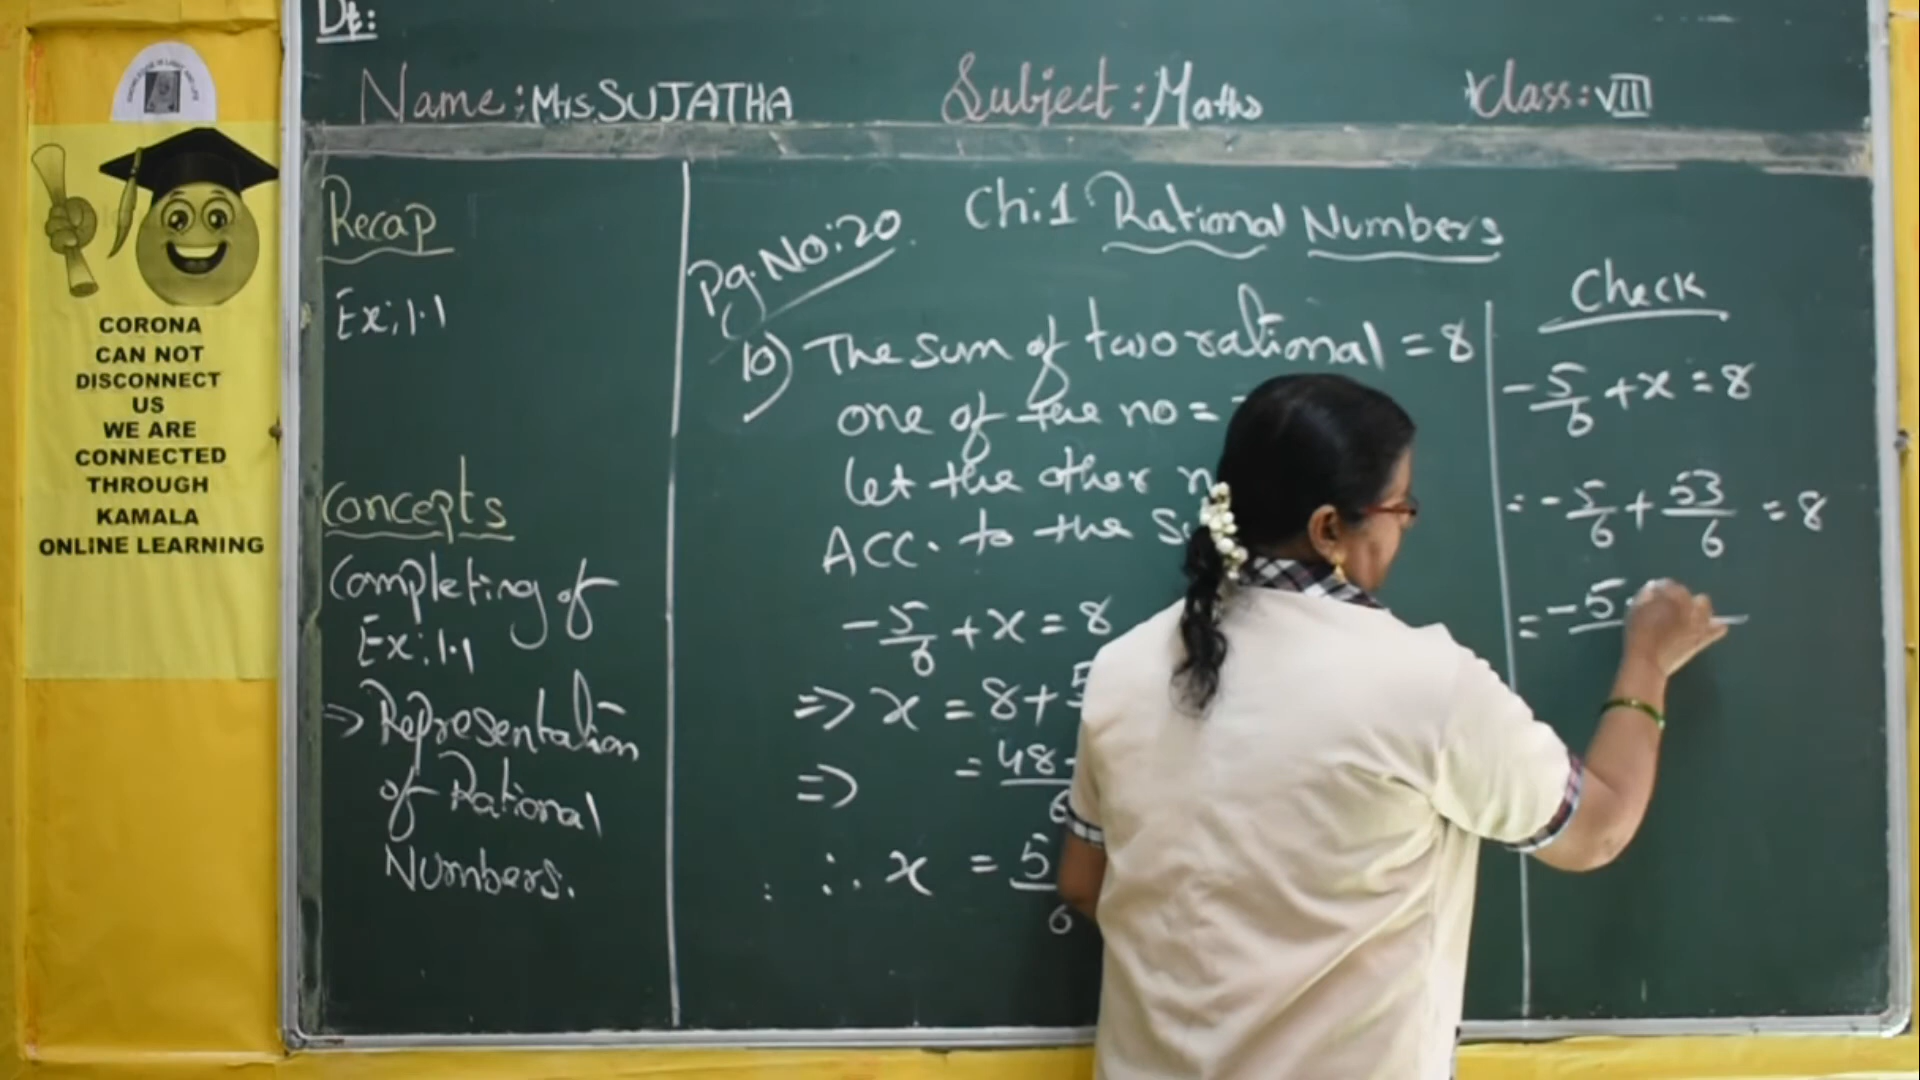 Dt:
Name: Mrs. SUJATHA Subject: Maths Class: VIII
CORONA
CAN NOT
DISCONNECT
US
WE ARE
CONNECTED
THROUGH
KAMALA
ONLINE LEARNING
Recap
Ex: 1.1
Concepts
Completing of
Ex: 1.1
=> Representation
of Rational
Numbers.
Ch: 1 Rational Numbers
Pg. No: 20
10) The sum of two rational = 8
one of the no =
let the other
Acc. to the
-5/6 + x = 8
=> x = 8 +
=> = 48
6
∴ x = 5
6
Check
-5/6 + x = 8
= -5/6 + 53/6 = 8
= -5